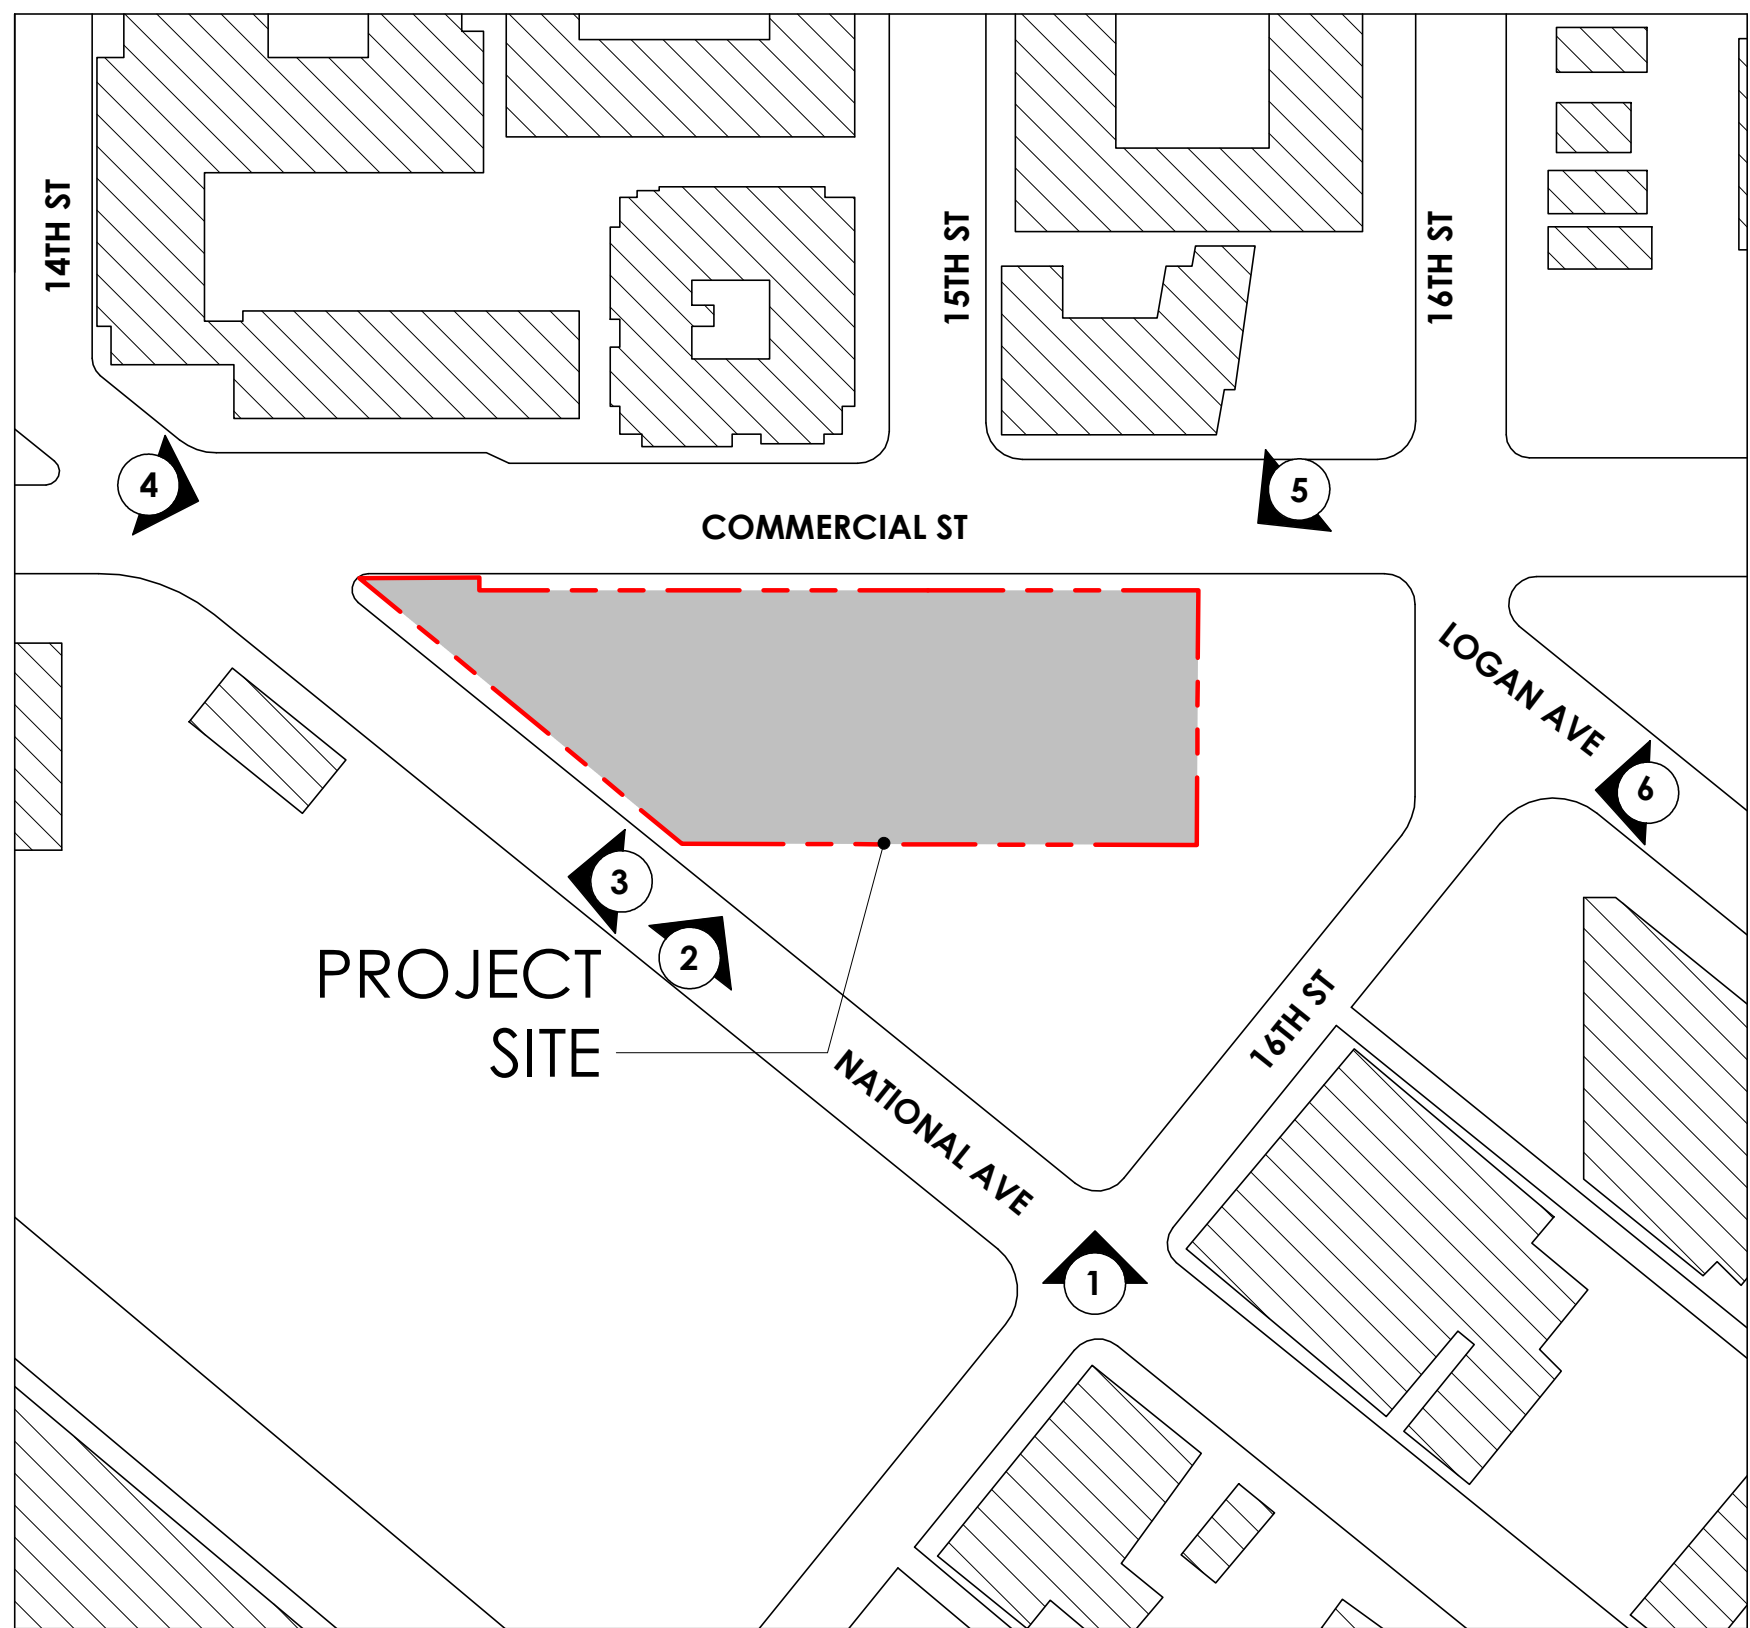 14TH ST
15TH ST
16TH ST
4
5
COMMERCIAL ST
LOGAN AVE
6
3
2
PROJECT
SITE
16TH ST
NATIONAL AVE
1